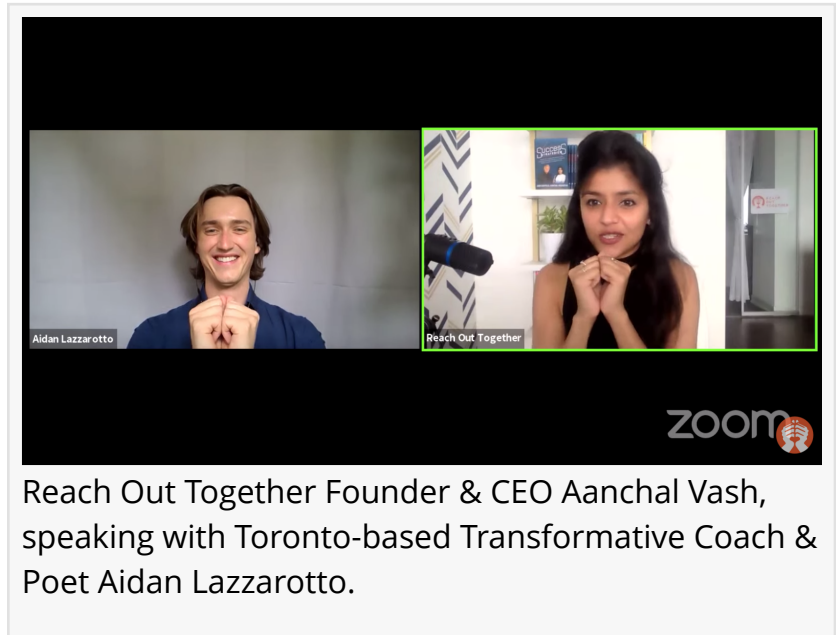 SUCCESS
Aidan Lazzarotto
Reach Out Together
zoom
Reach Out Together Founder & CEO Aanchal Vash,
speaking with Toronto-based Transformative Coach &
Poet Aidan Lazzarotto.